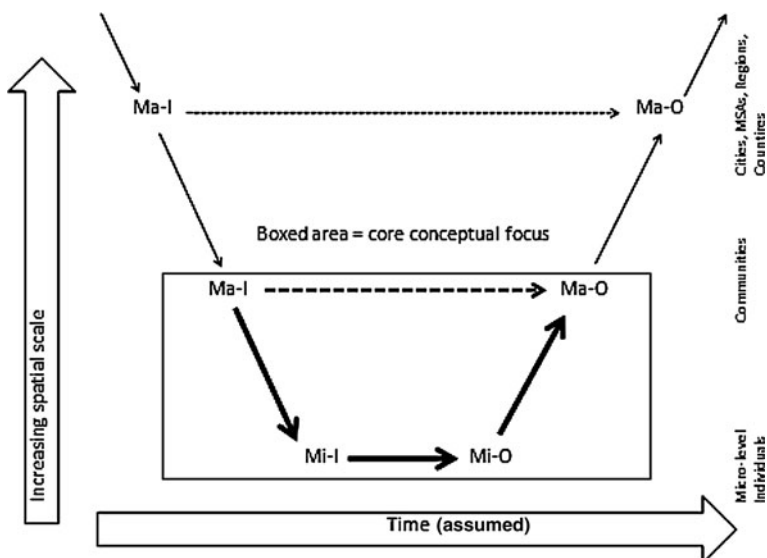 Ma-I
Ma-O
Cities, MSAs, Regions,
Countires
Boxed area = core conceptual focus
Ma-I
Ma-O
Communities
Increasing spatial scale
Mi-I
Mi-O
Micro-level
Individuals
Time (assumed)